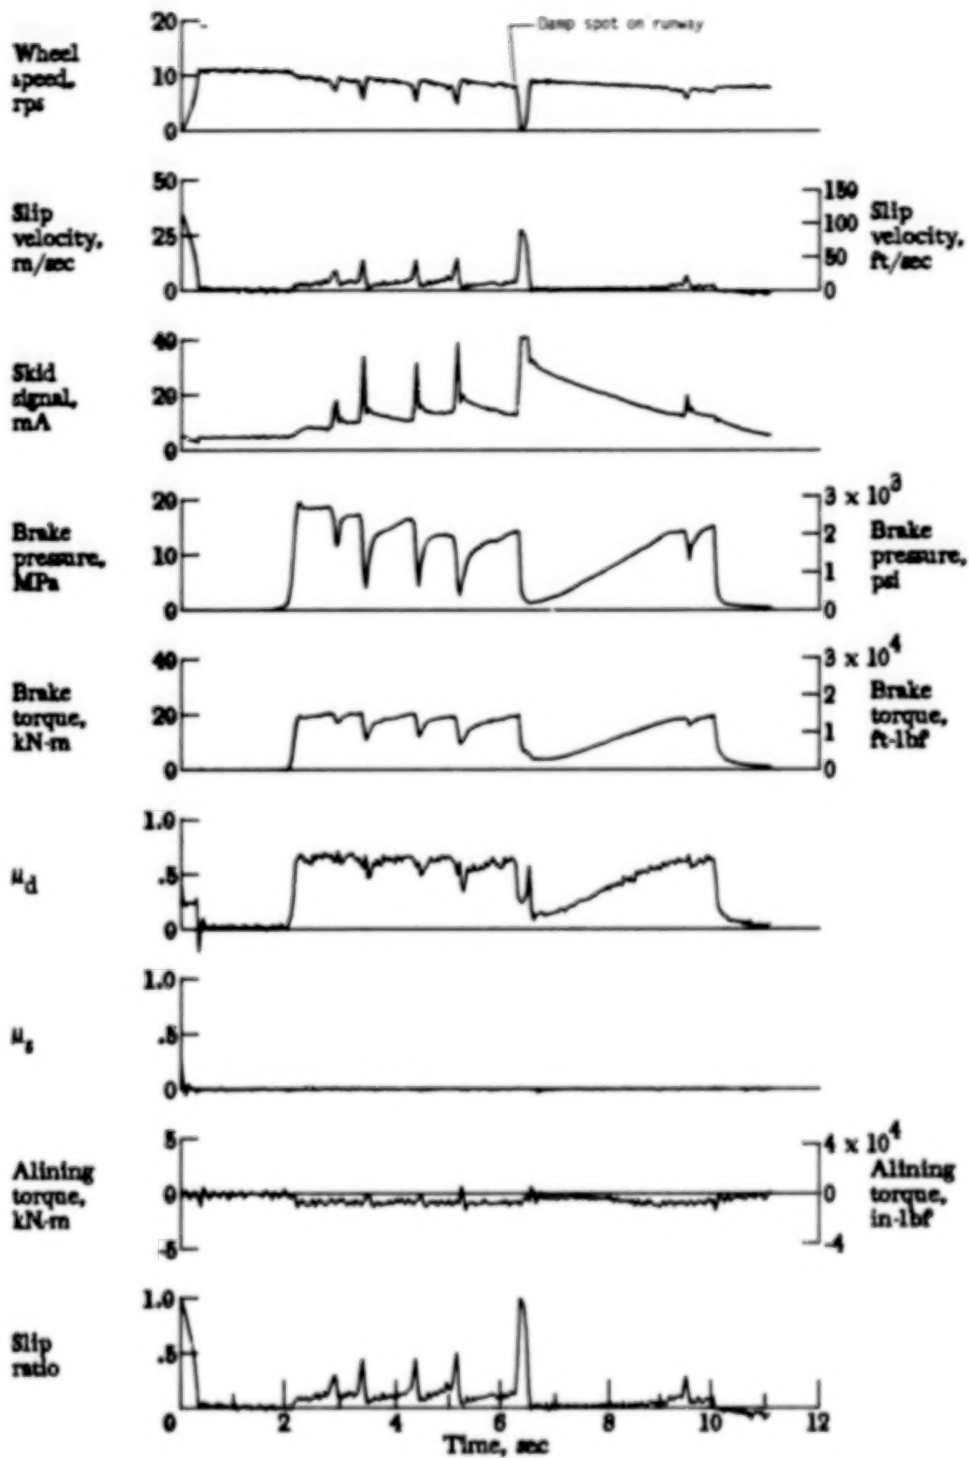 Damp spot on runway
Wheel speed, rps
20
10
0
Slip velocity, m/sec
50
25
0
150
100
50
0
Slip velocity, ft/sec
Skid signal, mA
40
20
0
Brake pressure, MPa
20
10
0
3 x 10³
2
1
0
Brake pressure, psi
Brake torque, kN-m
40
20
0
3 x 10⁴
2
1
0
Brake torque, ft-lbf
μd
1.0
.5
0
μs
1.0
.5
0
Alining torque, kN-m
5
0
-5
4 x 10⁴
0
-4
Alining torque, in-lbf
Slip ratio
1.0
.5
0
0 2 4 6 8 10 12
Time, sec